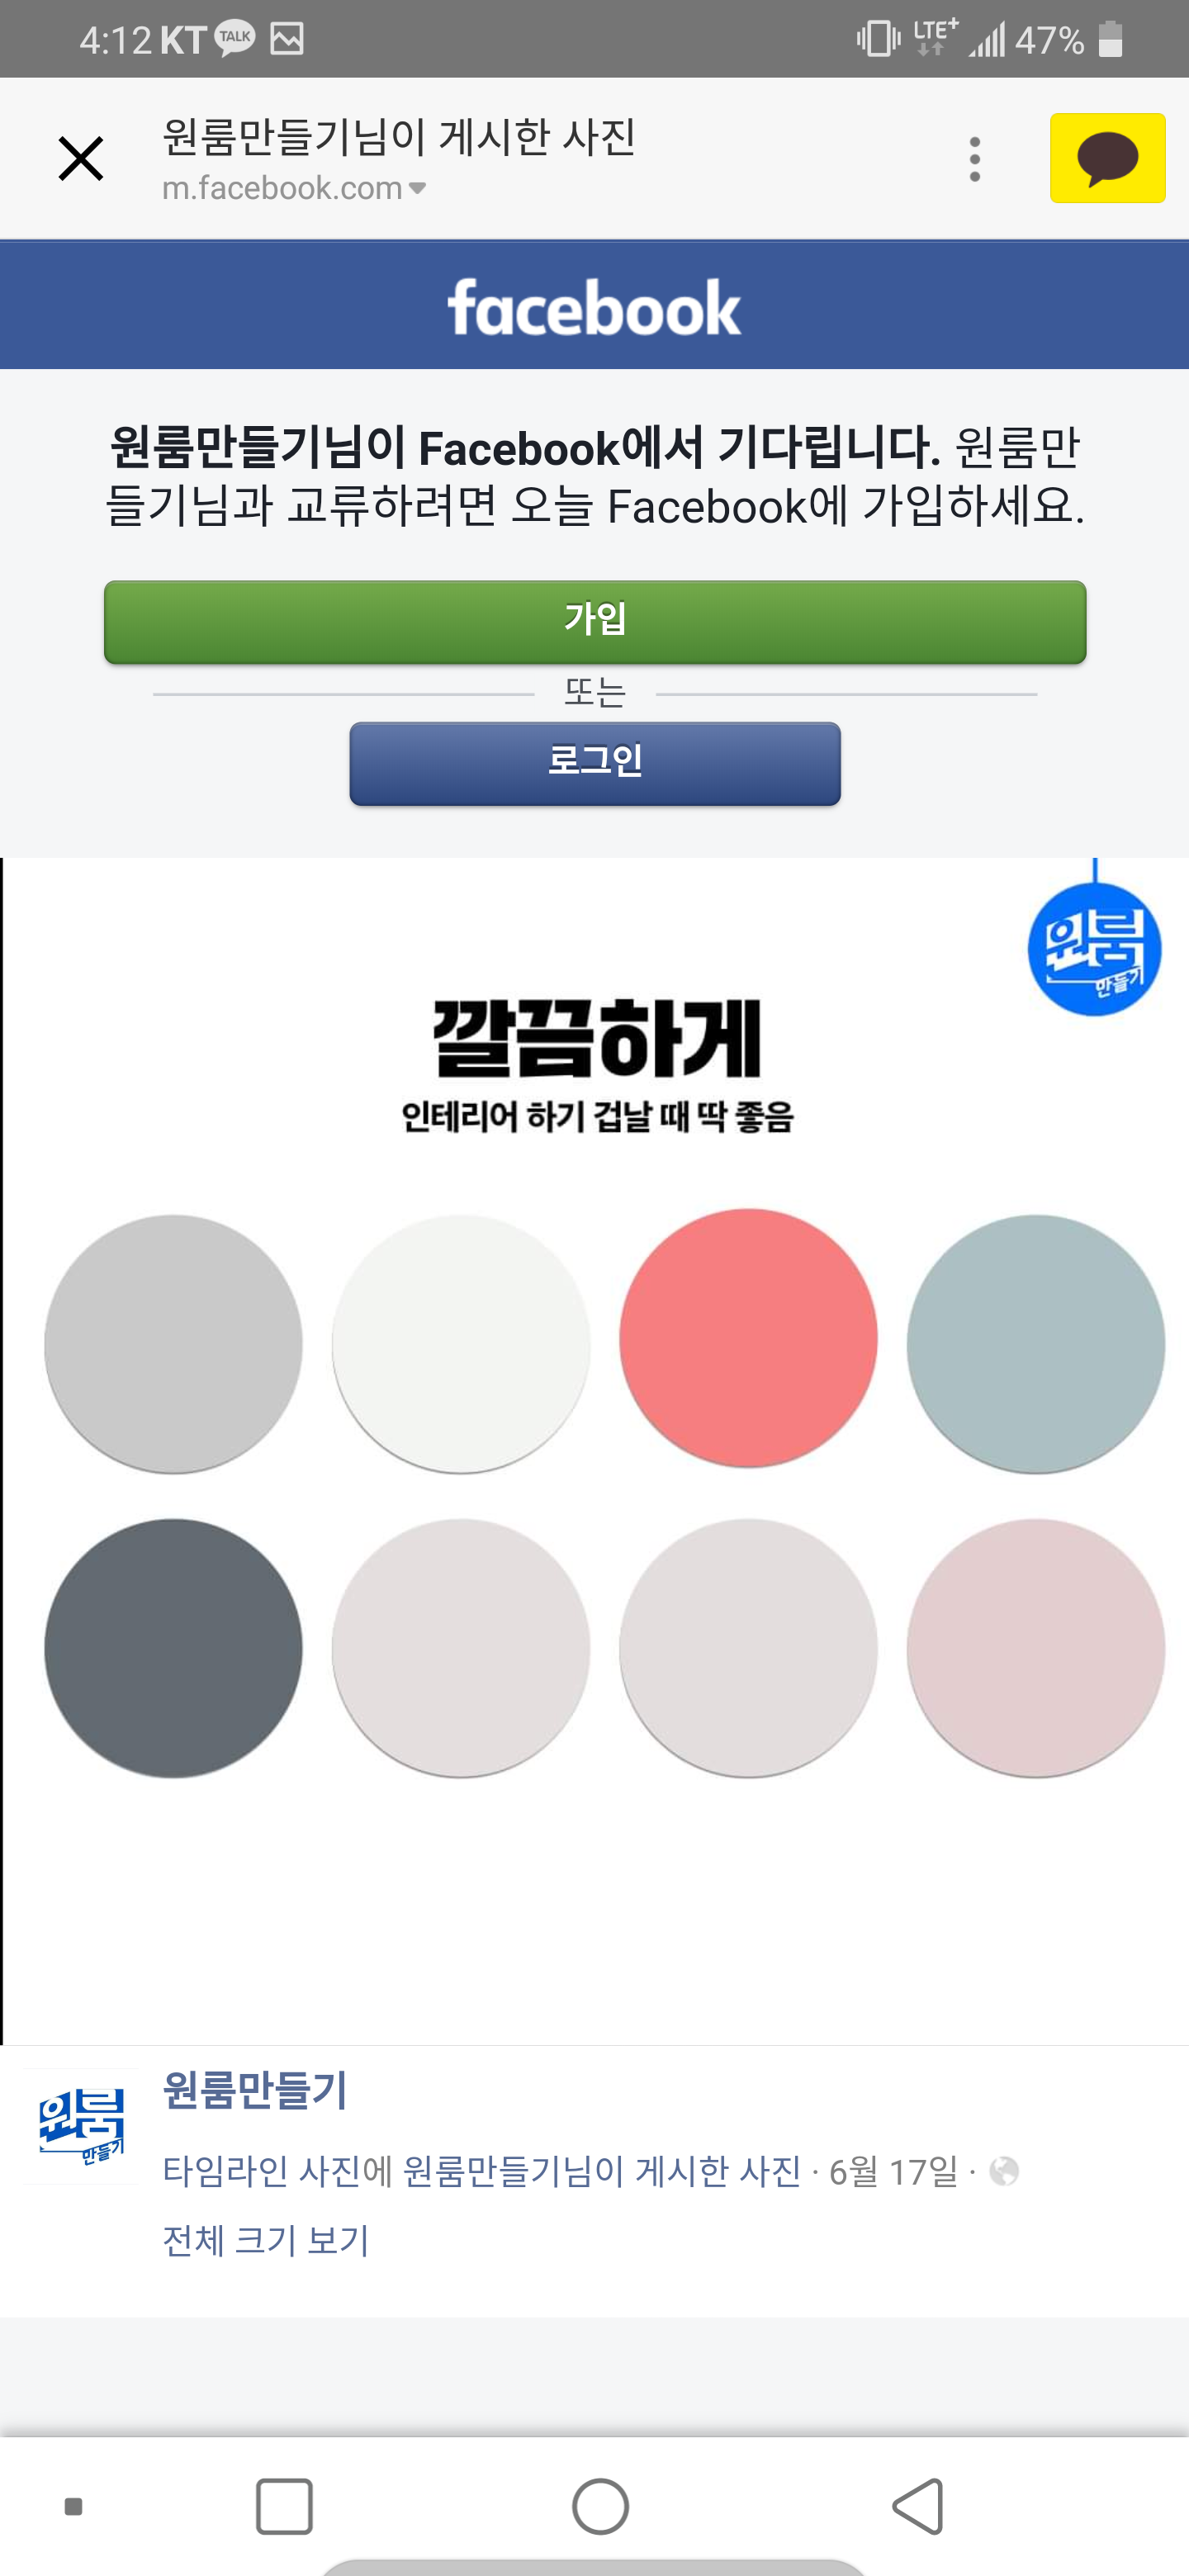 4:12 KT TALK LTE+ 47%
원룸만들기님이 게시한 사진
m.facebook.com
facebook
원룸만들기님이 Facebook에서 기다립니다. 원룸만
들기님과 교류하려면 오늘 Facebook에 가입하세요.
가입
또는
로그인
원룸
만들기
깔끔하게
인테리어 하기 겁날 때 딱 좋음
원룸
만들기
원룸만들기
타임라인 사진에 원룸만들기님이 게시한 사진 · 6월 17일 ·
전체 크기 보기